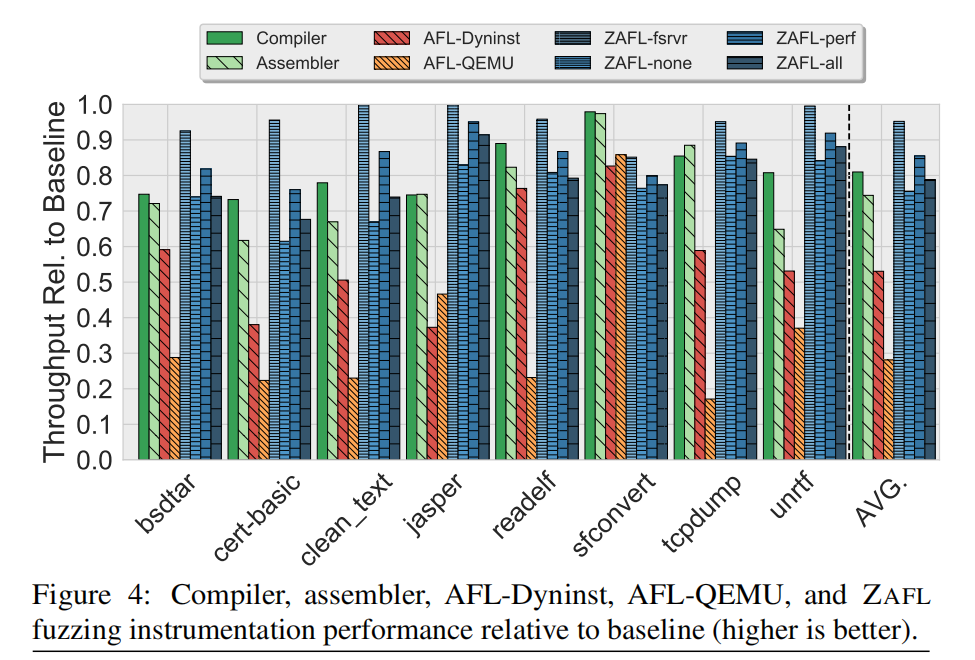 Compiler AFL-Dyninst ZAFL-fsrvr ZAFL-perf
Assembler AFL-QEMU ZAFL-none ZAFL-all
Throughput Rel. to Baseline
1.0
0.9
0.8
0.7
0.6
0.5
0.4
0.3
0.2
0.1
0.0
bsdtar
cert-basic
clean_text
jasper
readelf
sfconvert
tcpdump
unrtf
AVG.
Figure 4: Compiler, assembler, AFL-Dyninst, AFL-QEMU, and ZAFL
fuzzing instrumentation performance relative to baseline (higher is better).